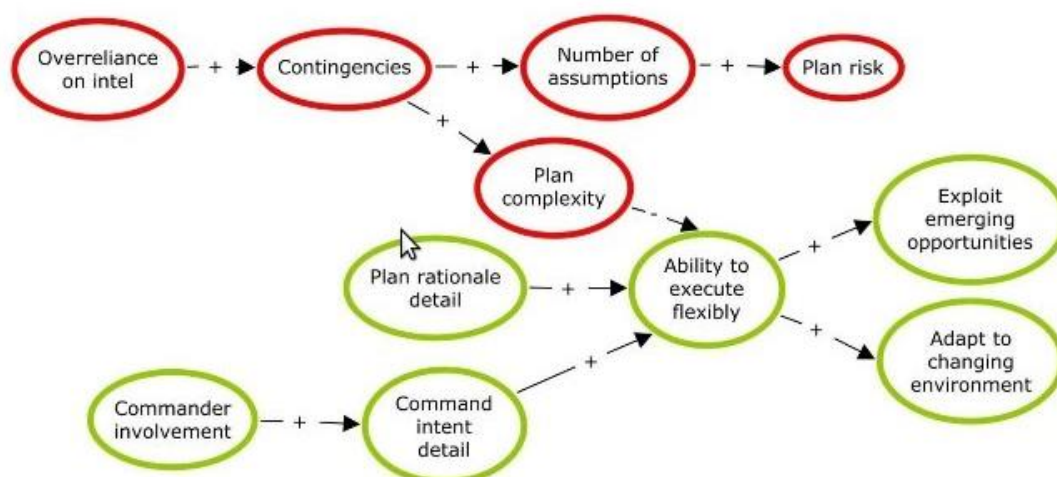 Overreliance
on intel
+
Contingencies
+
Number of
assumptions
+
Plan risk
+
Plan
complexity
-
Exploit
emerging
opportunities
+
Plan rationale
detail
+
Ability to
execute
flexibly
+
Adapt to
changing
environment
+
Commander
involvement
+
Command
intent
detail